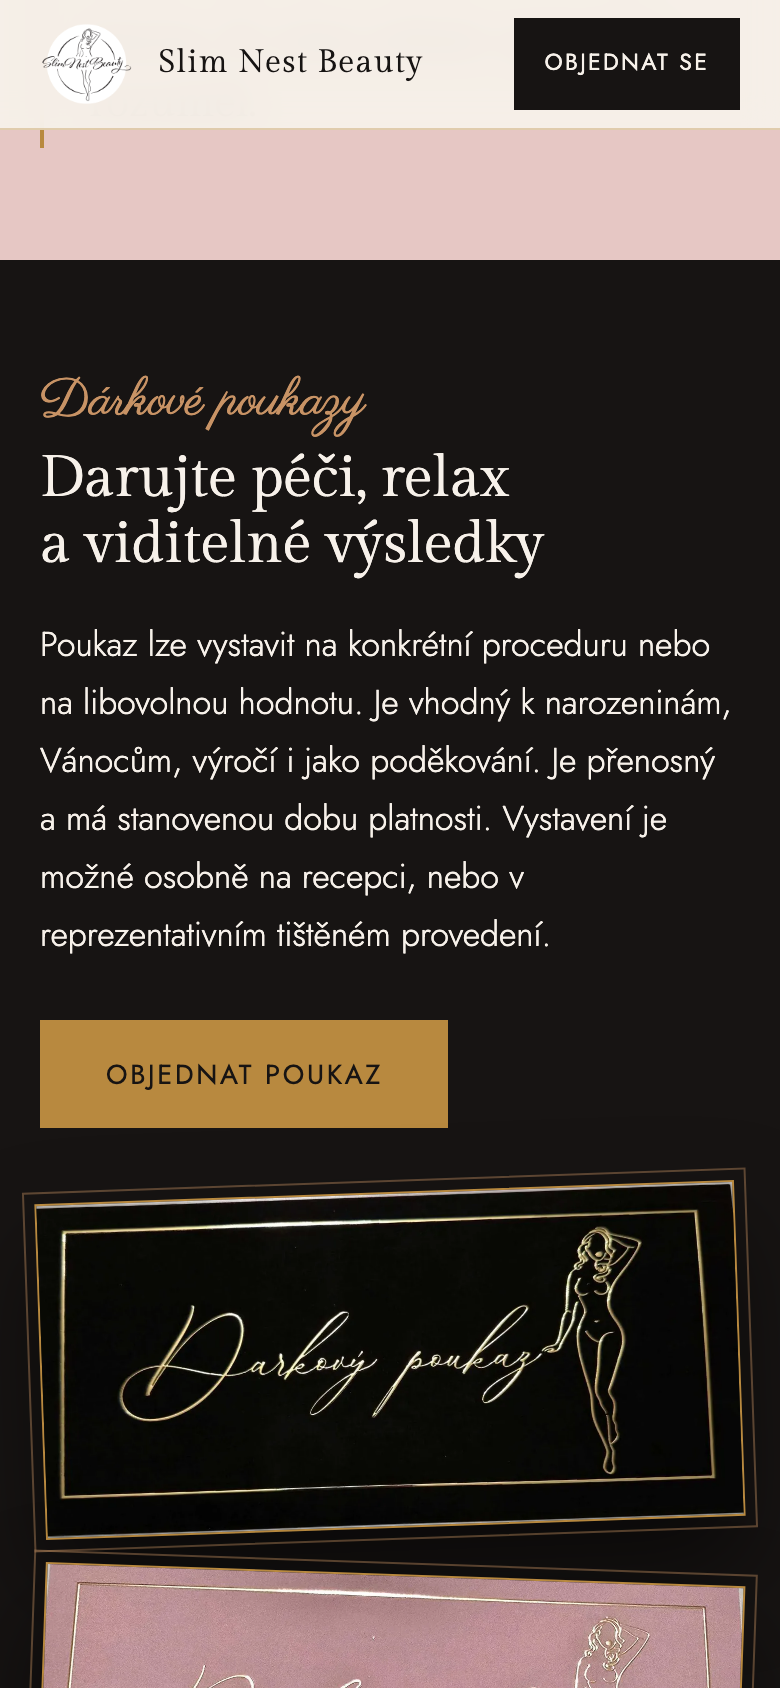 SlimNestBeauty
Slim Nest Beauty
OBJEDNAT SE
Dárkové poukazy
Darujte péči, relax
a viditelné výsledky
Poukaz lze vystavit na konkrétní proceduru nebo
na libovolnou hodnotu. Je vhodný k narozeninám,
Vánocům, výročí i jako poděkování. Je přenosný
a má stanovenou dobu platnosti. Vystavení je
možné osobně na recepci, nebo v
reprezentativním tištěném provedení.
OBJEDNAT POUKAZ
Darkový poukaz